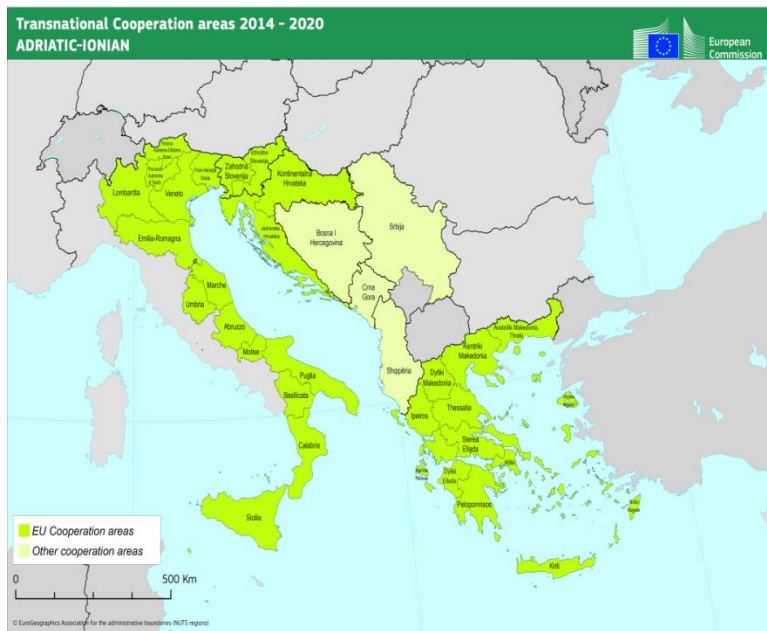 Transnational Cooperation areas 2014 - 2020
ADRIATIC-IONIAN
European
Commission
Lombardia
Veneto
Zahodna
Slovenija
Kontinentalna
Hrvatska
Emilia-Romagna
Jadranska
Hrvatska
Bosna I
Hercegovina
Srbija
Marche
Umbria
Crna
Gora
Abruzzo
Molise
Anatoliki Makedonia,
Thraki
Kentriki
Makedonia
Puglia
Dytiki
Makedonia
Shqipëria
Basilicata
Ipeiros
Thessalia
Calabria
Sterea
Ellada
Attiki
Dytiki
Ellada
Peloponnisos
Sicilia
Kriti
EU Cooperation areas
Other cooperation areas
0
500 Km
© EuroGeographics Association for the administrative boundaries (NUTS regions)